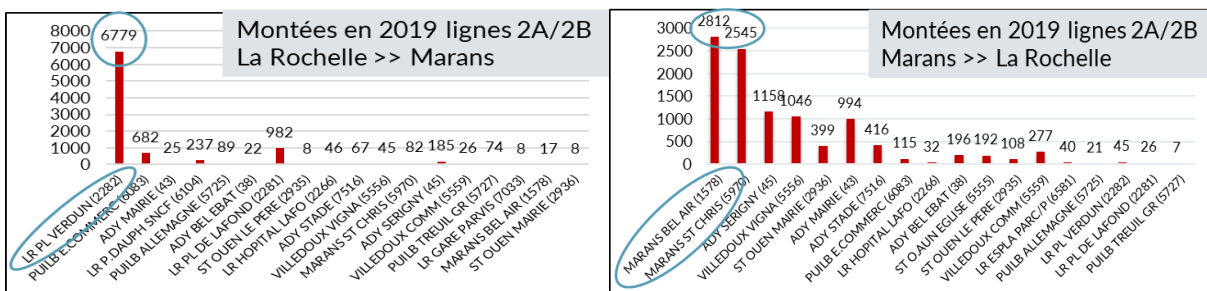 Montées en 2019 lignes 2A/2B
La Rochelle >> Marans
8000
7000
6000
5000
4000
3000
2000
1000
0
6779
682
25
237
89
22
982
8
46
67
45
82
185
26
74
8
17
8
LR PL VERDUN (2282)
PUILB E.COMMERC (6083)
ADY MAIRIE (43)
LR P. DAUPH SNCF (6104)
PUILB ALLEMAGNE (5725)
ADY BEL EBAT (38)
LR PL DE LAFOND (2281)
ST OUEN LE PERE (2935)
LR HOPITAL LAFO (2266)
ADY STADE (7516)
VILLEDOUX VIGNA (5556)
MARANS ST CHRIS (5970)
ADY SERIGNY (45)
VILLEDOUX COMM (559)
PUILB TREUIL GR (5727)
LR GARE PARVIS (7033)
MARANS BEL AIR (1578)
ST OUEN MAIRIE (2936)
Montées en 2019 lignes 2A/2B
Marans >> La Rochelle
3000
2500
2000
1500
1000
500
0
2812
2545
1158
1046
399
994
416
115
32
196
192
108
277
40
21
45
26
7
MARANS BEL AIR (1578)
MARANS ST CHRIS (5970)
ADY SERIGNY (45)
VILLEDOUX VIGNA (5556)
ST OUEN MAIRIE (2936)
ADY MAIRIE (43)
ADY STADE (7516)
PUILB E.COMMERC (6083)
LR HOPITAL LAFO (2266)
ADY BEL EBAT (38)
ST OUEN EGLISE (5555)
ST OUEN LE PERE (2935)
VILLEDOUX COMM (559)
LR ESPLA PARC/P (6581)
PUILB ALLEMAGNE (5725)
LR PL VERDUN (2282)
LR PL DE LAFOND (2281)
PUILB TREUIL GR (5727)